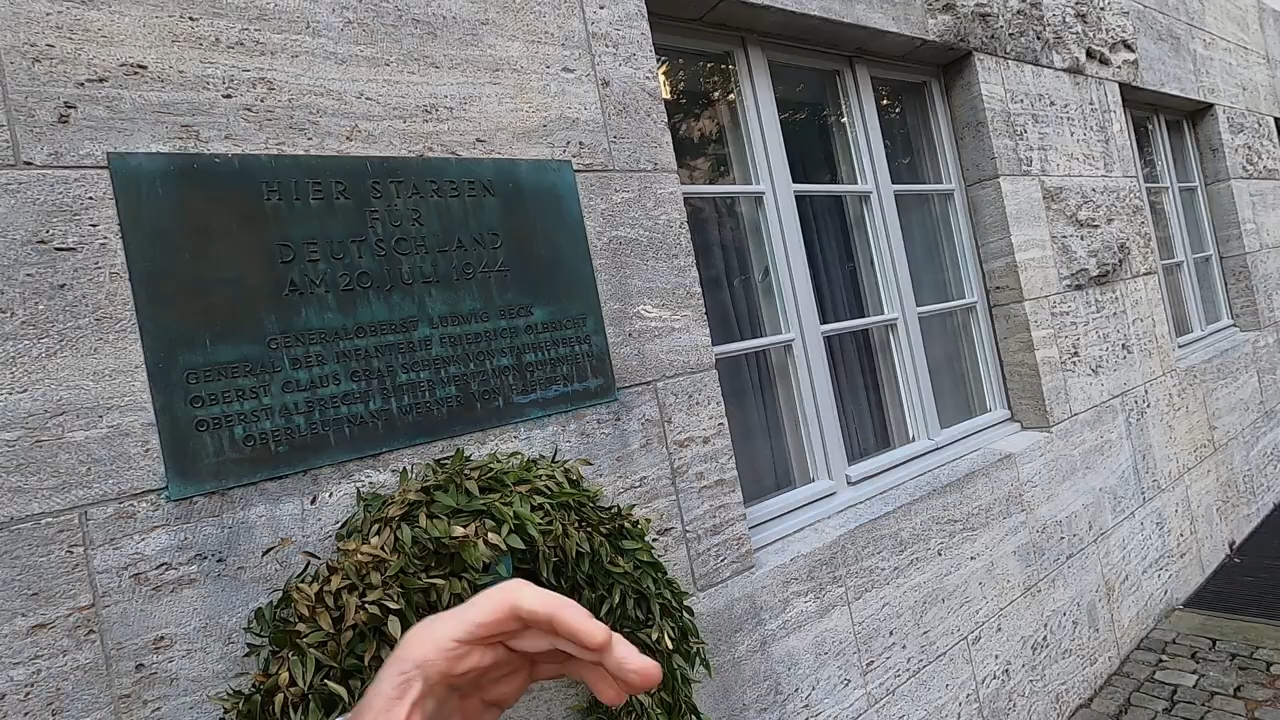 HIER STARBEN
FÜR
DEUTSCHLAND
AM 20. JULI 1944
GENERALOBERST LUDWIG BECK
GENERAL DER INFANTERIE FRIEDRICH OLBRICHT
OBERST CLAUS GRAF SCHENK VON STAUFFENBERG
OBERST ALBRECHT RITTER MERTZ VON QUIRNHEIM
OBERLEUTNANT WERNER VON HAEFTEN